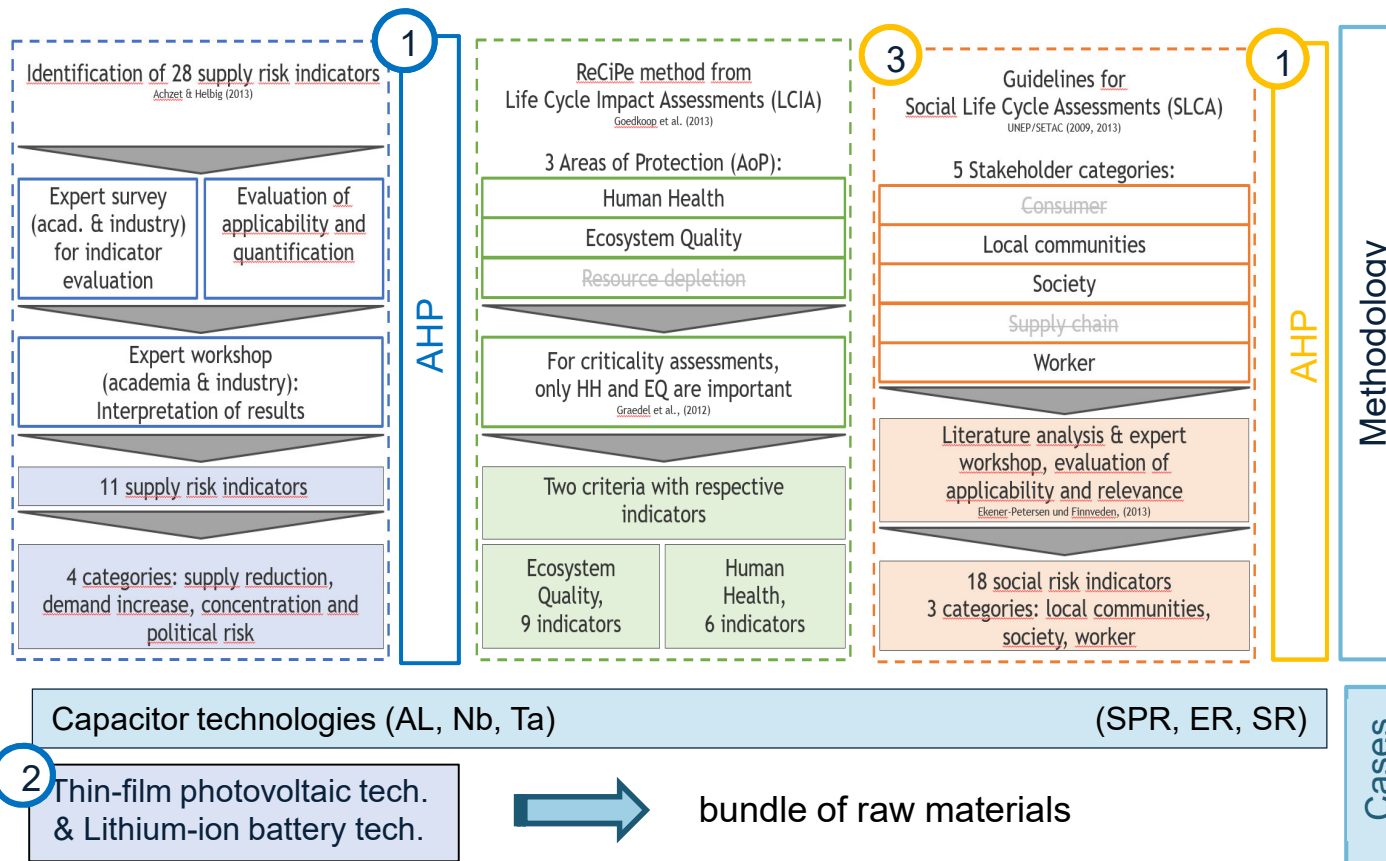 1
Identification of 28 supply risk indicators
Achzet & Helbig (2013)
Expert survey
(acad. & industry)
for indicator
evaluation
Evaluation of
applicability and
quantification
Expert workshop
(academia & industry):
Interpretation of results
11 supply risk indicators
4 categories: supply reduction,
demand increase, concentration and
political risk
AHP
ReCiPe method from
Life Cycle Impact Assessments (LCIA)
Goedkoop et al. (2013)
3 Areas of Protection (AoP):
Human Health
Ecosystem Quality
Resource depletion
For criticality assessments,
only HH and EQ are important
Graedel et al., (2012)
Two criteria with respective
indicators
Ecosystem
Quality,
9 indicators
Human
Health,
6 indicators
3
Guidelines for
Social Life Cycle Assessments (SLCA)
UNEP/SETAC (2009, 2013)
5 Stakeholder categories:
Consumer
Local communities
Society
Supply chain
Worker
Literature analysis & expert
workshop, evaluation of
applicability and relevance
Ekener-Petersen und Finnveden, (2013)
18 social risk indicators
3 categories: local communities,
society, worker
1
AHP
Methodology
Capacitor technologies (AL, Nb, Ta) (SPR, ER, SR)
2
Thin-film photovoltaic tech.
& Lithium-ion battery tech.
bundle of raw materials
Cases